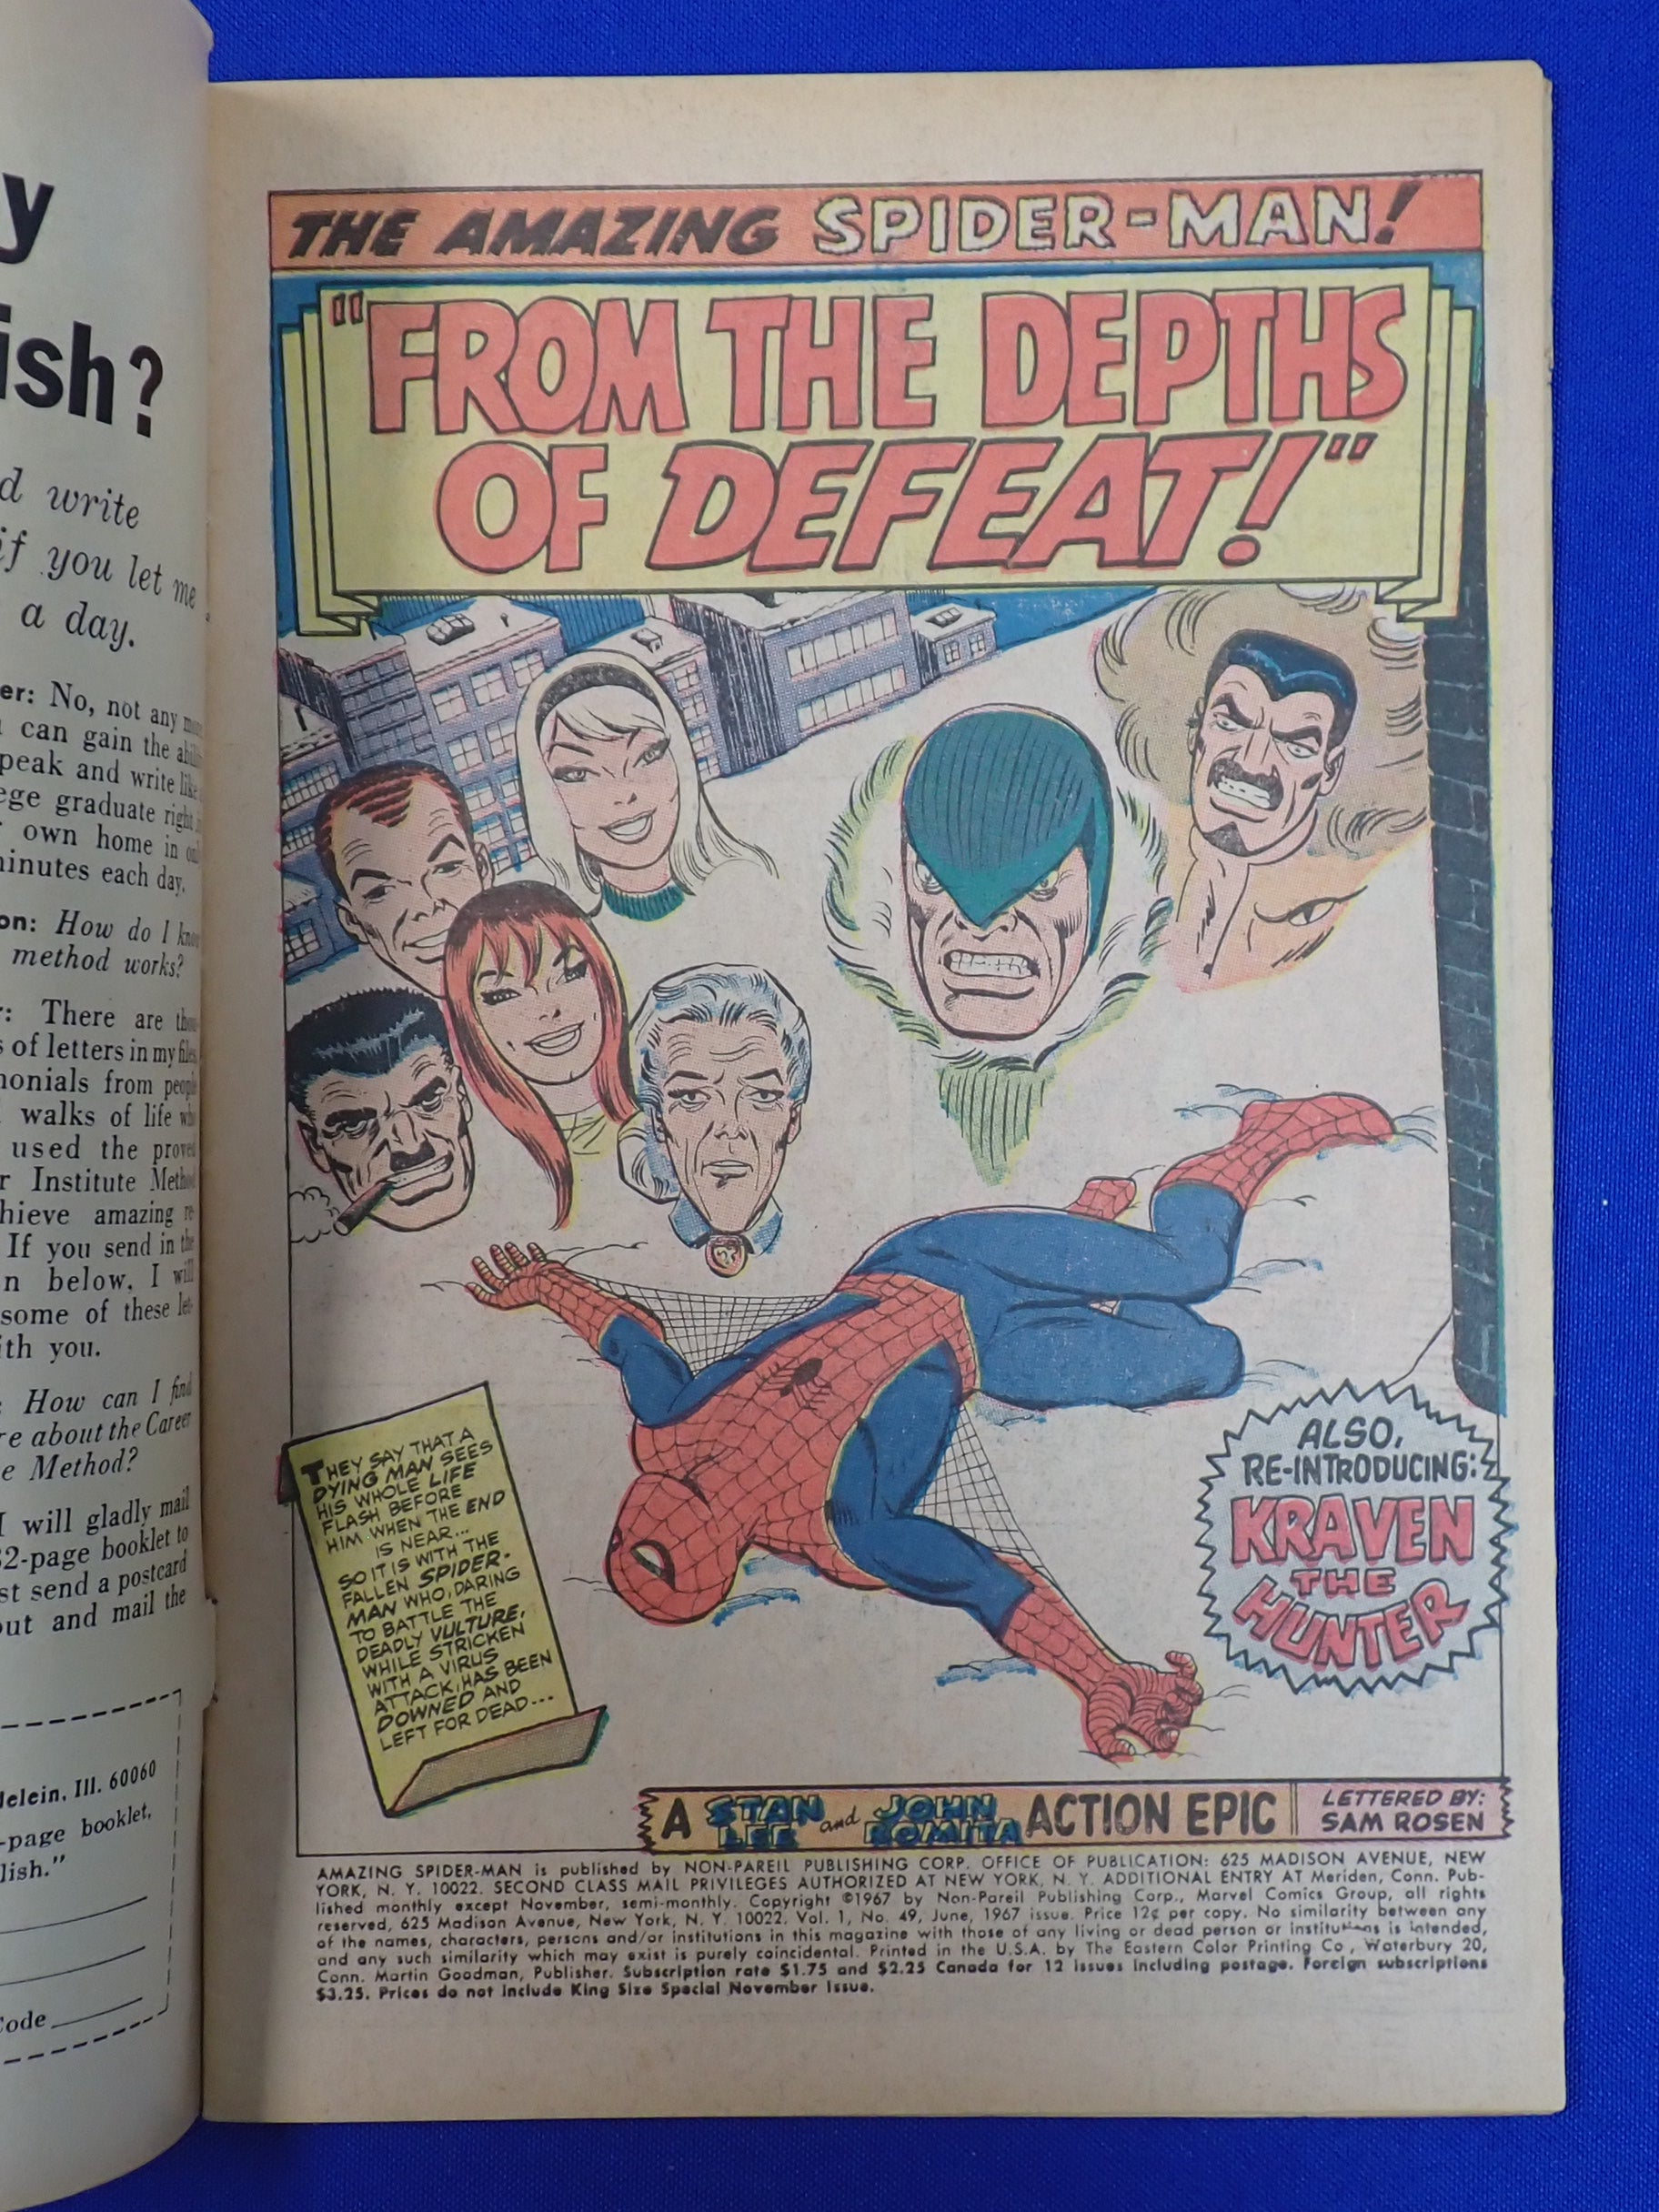 y
ish?
d write
if you let me
a day.
er: No, not any
can gain the
peak and write like
ege graduate right
own home in
minutes each day.
on: How do I
method works?
r: There are
s of letters in my files
monials from people
walks of life
used the proved
r Institute Method
hieve amazing re-
If you send in the
n below, I will
some of these let-
ith you.
: How can I find
re about the Career
e Method?
I will gladly mail
32-page booklet to
st send a postcard
out and mail the
delein, Ill. 60060
-page booklet,
lish."
Code
THE AMAZING SPIDER-MAN!
"FROM THE DEPTHS
OF DEFEAT!"
THEY SAY THAT A
DYING MAN SEES
HIS WHOLE LIFE
FLASH BEFORE
HIM WHEN THE END
IS NEAR...
SO IT IS WITH THE
FALLEN SPIDER-
MAN WHO, DARING
TO BATTLE THE
DEADLY VULTURE,
WHILE STRICKEN
WITH A VIRUS
ATTACK, HAS BEEN
DOWNED AND
LEFT FOR DEAD...
ALSO,
RE-INTRODUCING:
KRAVEN
THE
HUNTER
A STAN LEE and JOHN ROMITA ACTION EPIC
LETTERED BY:
SAM ROSEN
AMAZING SPIDER-MAN is published by NON-PAREIL PUBLISHING CORP. OFFICE OF PUBLICATION: 625 MADISON AVENUE, NEW
YORK, N. Y. 10022. SECOND CLASS MAIL PRIVILEGES AUTHORIZED AT NEW YORK, N. Y. ADDITIONAL ENTRY AT Meriden, Conn. Pub-
lished monthly except November, semi-monthly. Copyright ©1967 by Non-Pareil Publishing Corp., Marvel Comics Group, all rights
reserved, 625 Madison Avenue, New York, N. Y. 10022. Vol. 1, No. 49, June, 1967 issue. Price 12¢ per copy. No similarity between any
of the names, characters, persons and/or institutions in this magazine with those of any living or dead person or institutions is intended,
and any such similarity which may exist is purely coincidental. Printed in the U.S.A. by The Eastern Color Printing Co., Waterbury 20,
Conn. Martin Goodman, Publisher. Subscription rate $1.75 and $2.25 Canada for 12 issues including postage. Foreign subscriptions
$3.25. Prices do not include King Size Special November Issue.